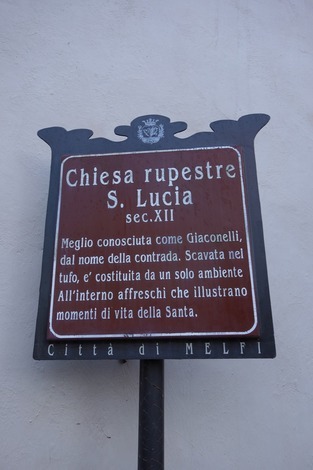 Chiesa rupestre
S. Lucia
sec.XII
Meglio conosciuta come Giaconelli,
dal nome della contrada. Scavata nel
tufo, e' costituita da un solo ambiente
All'interno affreschi che illustrano
momenti di vita della Santa.
Città di MELFI